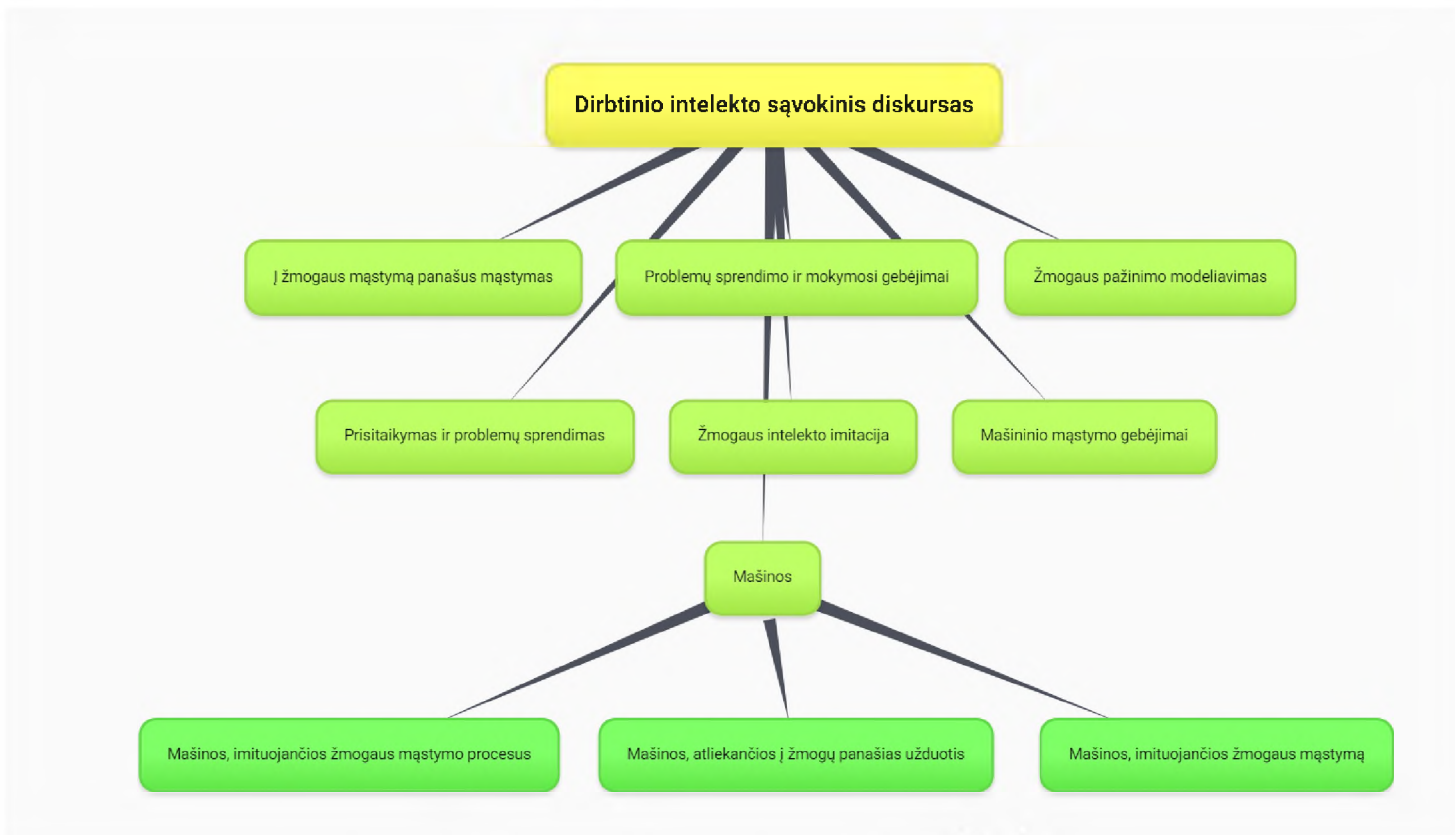 Dirbtinio intelekto sąvokinis diskursas
Į žmogaus mąstymą panašus mąstymas
Problemų sprendimo ir mokymosi gebėjimai
Žmogaus pažinimo modeliavimas
Prisitaikymas ir problemų sprendimas
Žmogaus intelekto imitacija
Mašininio mąstymo gebėjimai
Mašinos
Mašinos, imituojančios žmogaus mąstymo procesus
Mašinos, atliekančios į žmogų panašias užduotis
Mašinos, imituojančios žmogaus mąstymą